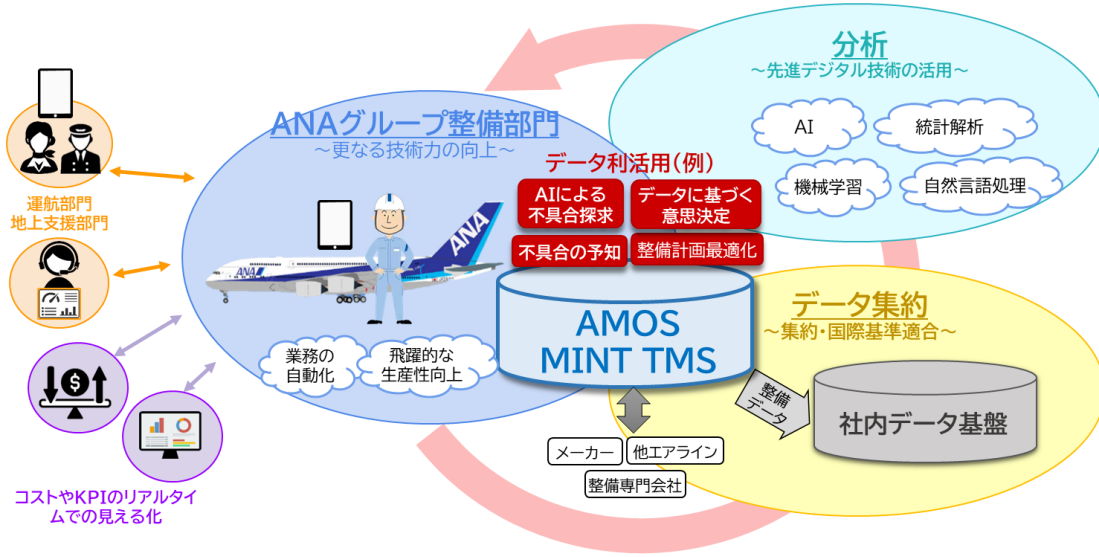 分析
～先進デジタル技術の活用～
AI
統計解析
機械学習
自然言語処理
ANAグループ整備部門
～更なる技術力の向上～
データ利活用(例)
AIによる
不具合探求
データに基づく
意思決定
不具合の予知
整備計画最適化
運航部門
地上支援部門
ANA
ANA
業務の
自動化
飛躍的な
生産性向上
AMOS
MINT TMS
データ集約
～集約・国際基準適合～
整備
データ
社内データ基盤
メーカー
他エアライン
整備専門会社
コストやKPIのリアルタイ
ムでの見える化
$